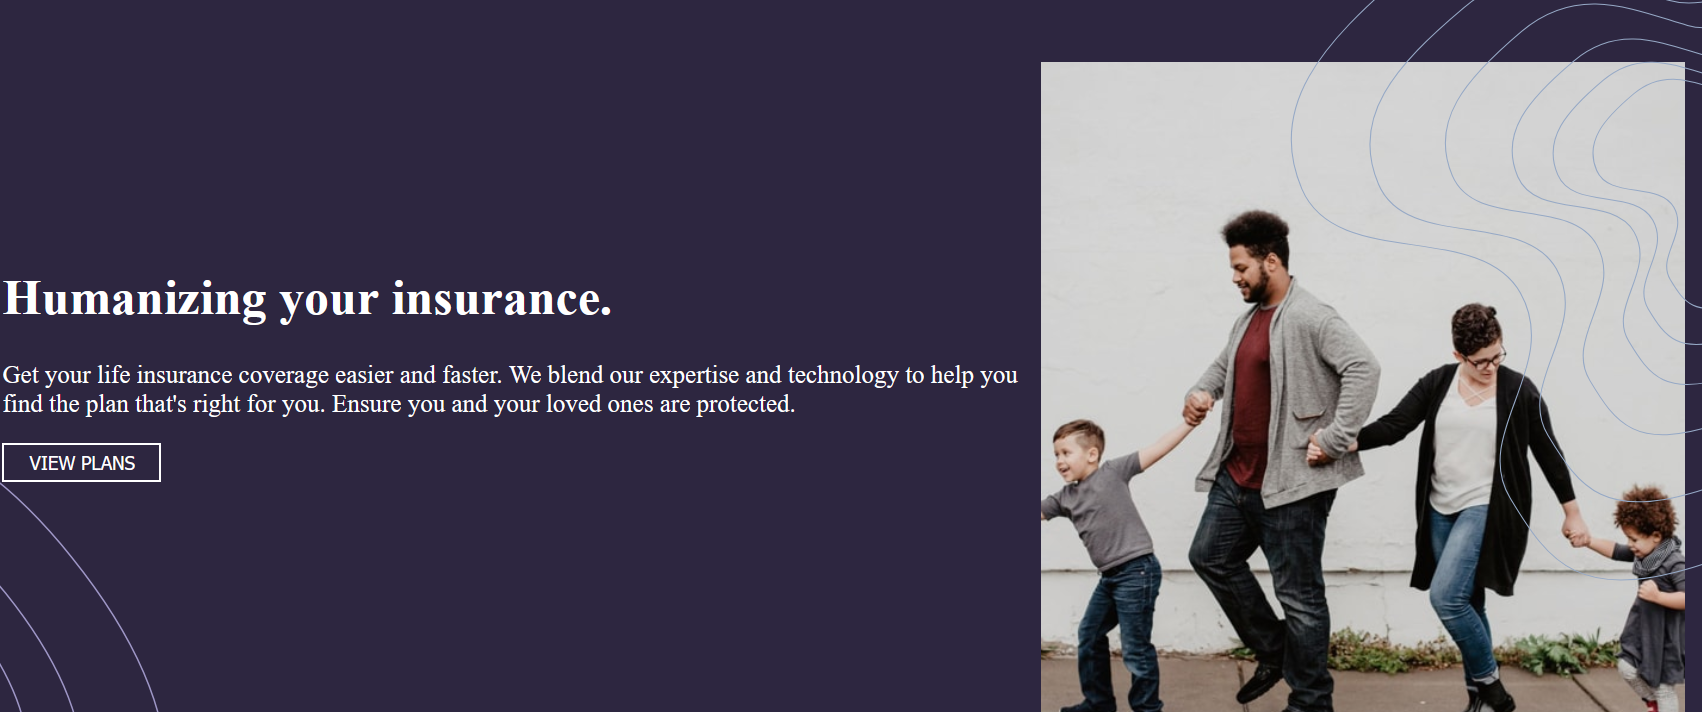 Humanizing your insurance.
Get your life insurance coverage easier and faster. We blend our expertise and technology to help you
find the plan that's right for you. Ensure you and your loved ones are protected.
VIEW PLANS